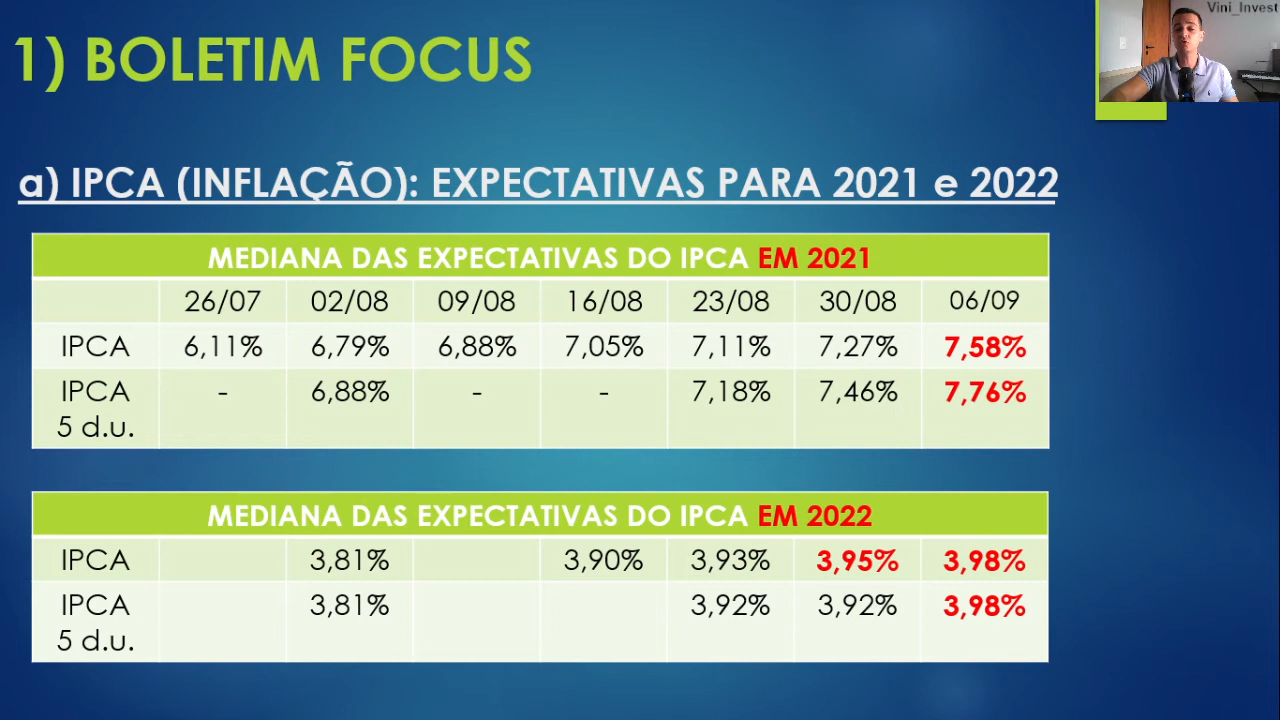 Vini_Invest
1) BOLETIM FOCUS
a) IPCA (INFLAÇÃO): EXPECTATIVAS PARA 2021 e 2022
MEDIANA DAS EXPECTATIVAS DO IPCA EM 2021
26/07 02/08 09/08 16/08 23/08 30/08 06/09
IPCA 6,11% 6,79% 6,88% 7,05% 7,11% 7,27% 7,58%
IPCA - 6,88% - - 7,18% 7,46% 7,76%
5 d.u.
MEDIANA DAS EXPECTATIVAS DO IPCA EM 2022
IPCA 3,81% 3,90% 3,93% 3,95% 3,98%
IPCA 3,81% 3,92% 3,92% 3,98%
5 d.u.